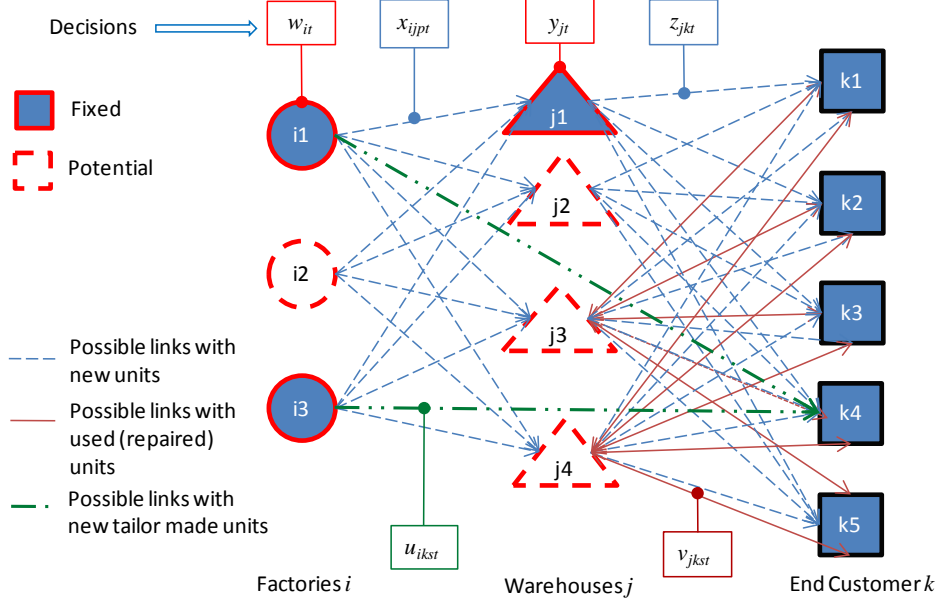 Decisions
w_it
x_ijpt
y_jt
z_jkt
Fixed
Potential
i1
i2
i3
j1
j2
j3
j4
k1
k2
k3
k4
k5
Possible links with
new units
Possible links with
used (repaired)
units
Possible links with
new tailor made units
u_ikst
v_jkst
Factories i
Warehouses j
End Customer k